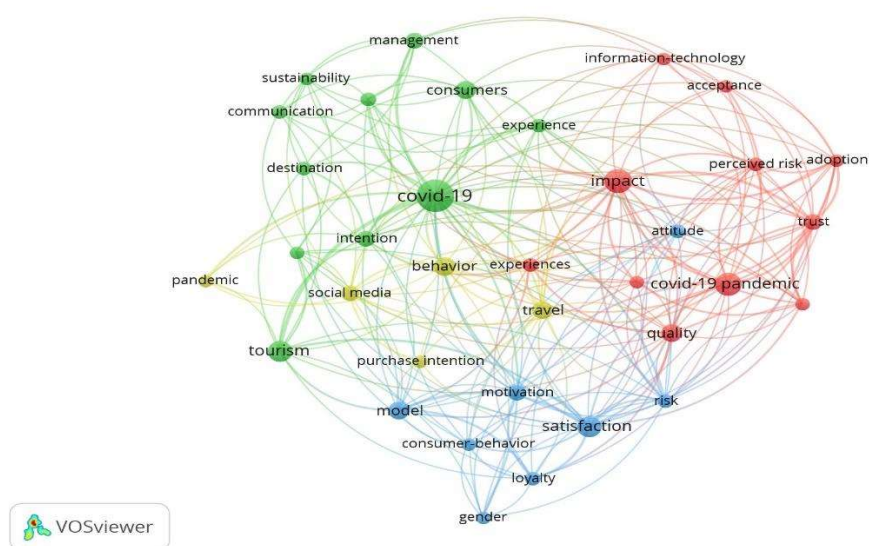 management
information-technology
sustainability
consumers
acceptance
communication
experience
destination
perceived risk
adoption
impact
covid-19
trust
attitude
intention
behavior
experiences
pandemic
covid-19 pandemic
social media
travel
quality
tourism
purchase intention
motivation
risk
model
satisfaction
consumer-behavior
loyalty
gender
VOSviewer